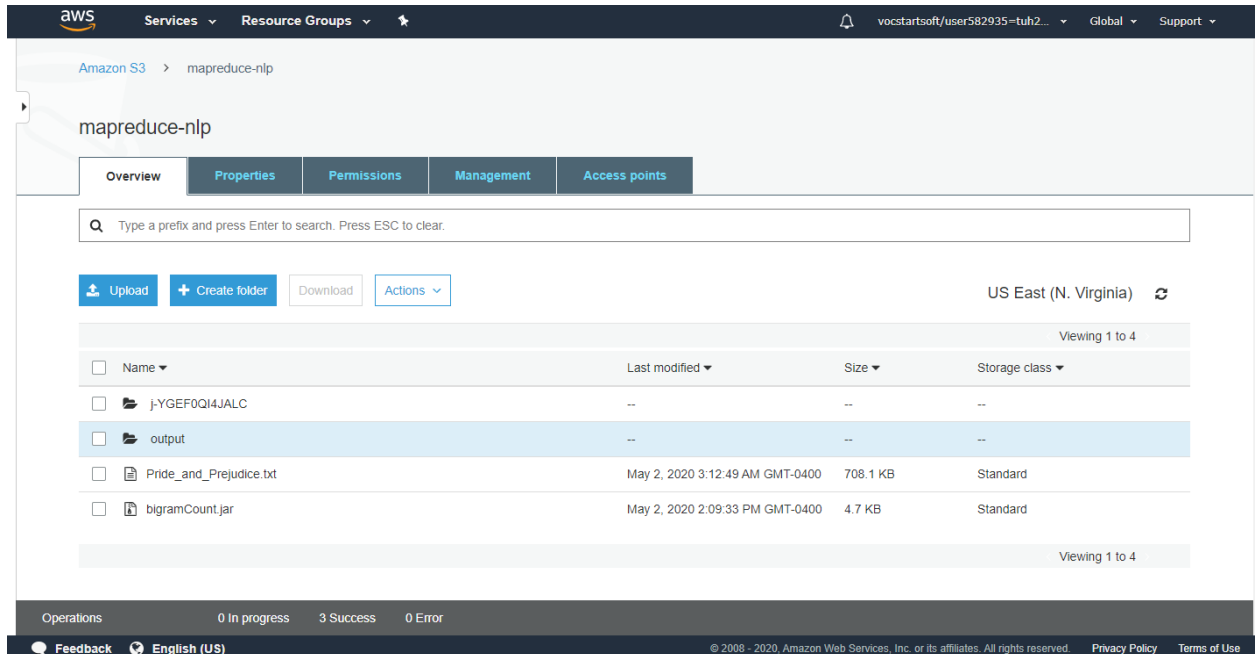 aws Services Resource Groups vocstartsoft/user582935=tuh2... Global Support
Amazon S3 > mapreduce-nlp
mapreduce-nlp
Overview Properties Permissions Management Access points
Type a prefix and press Enter to search. Press ESC to clear.
Upload + Create folder Download Actions US East (N. Virginia)
Viewing 1 to 4
Name Last modified Size Storage class
j-YGEF0QI4JALC -- -- --
output -- -- --
Pride_and_Prejudice.txt May 2, 2020 3:12:49 AM GMT-0400 708.1 KB Standard
bigramCount.jar May 2, 2020 2:09:33 PM GMT-0400 4.7 KB Standard
Viewing 1 to 4
Operations 0 In progress 3 Success 0 Error
Feedback English (US) © 2008 - 2020, Amazon Web Services, Inc. or its affiliates. All rights reserved. Privacy Policy Terms of Use